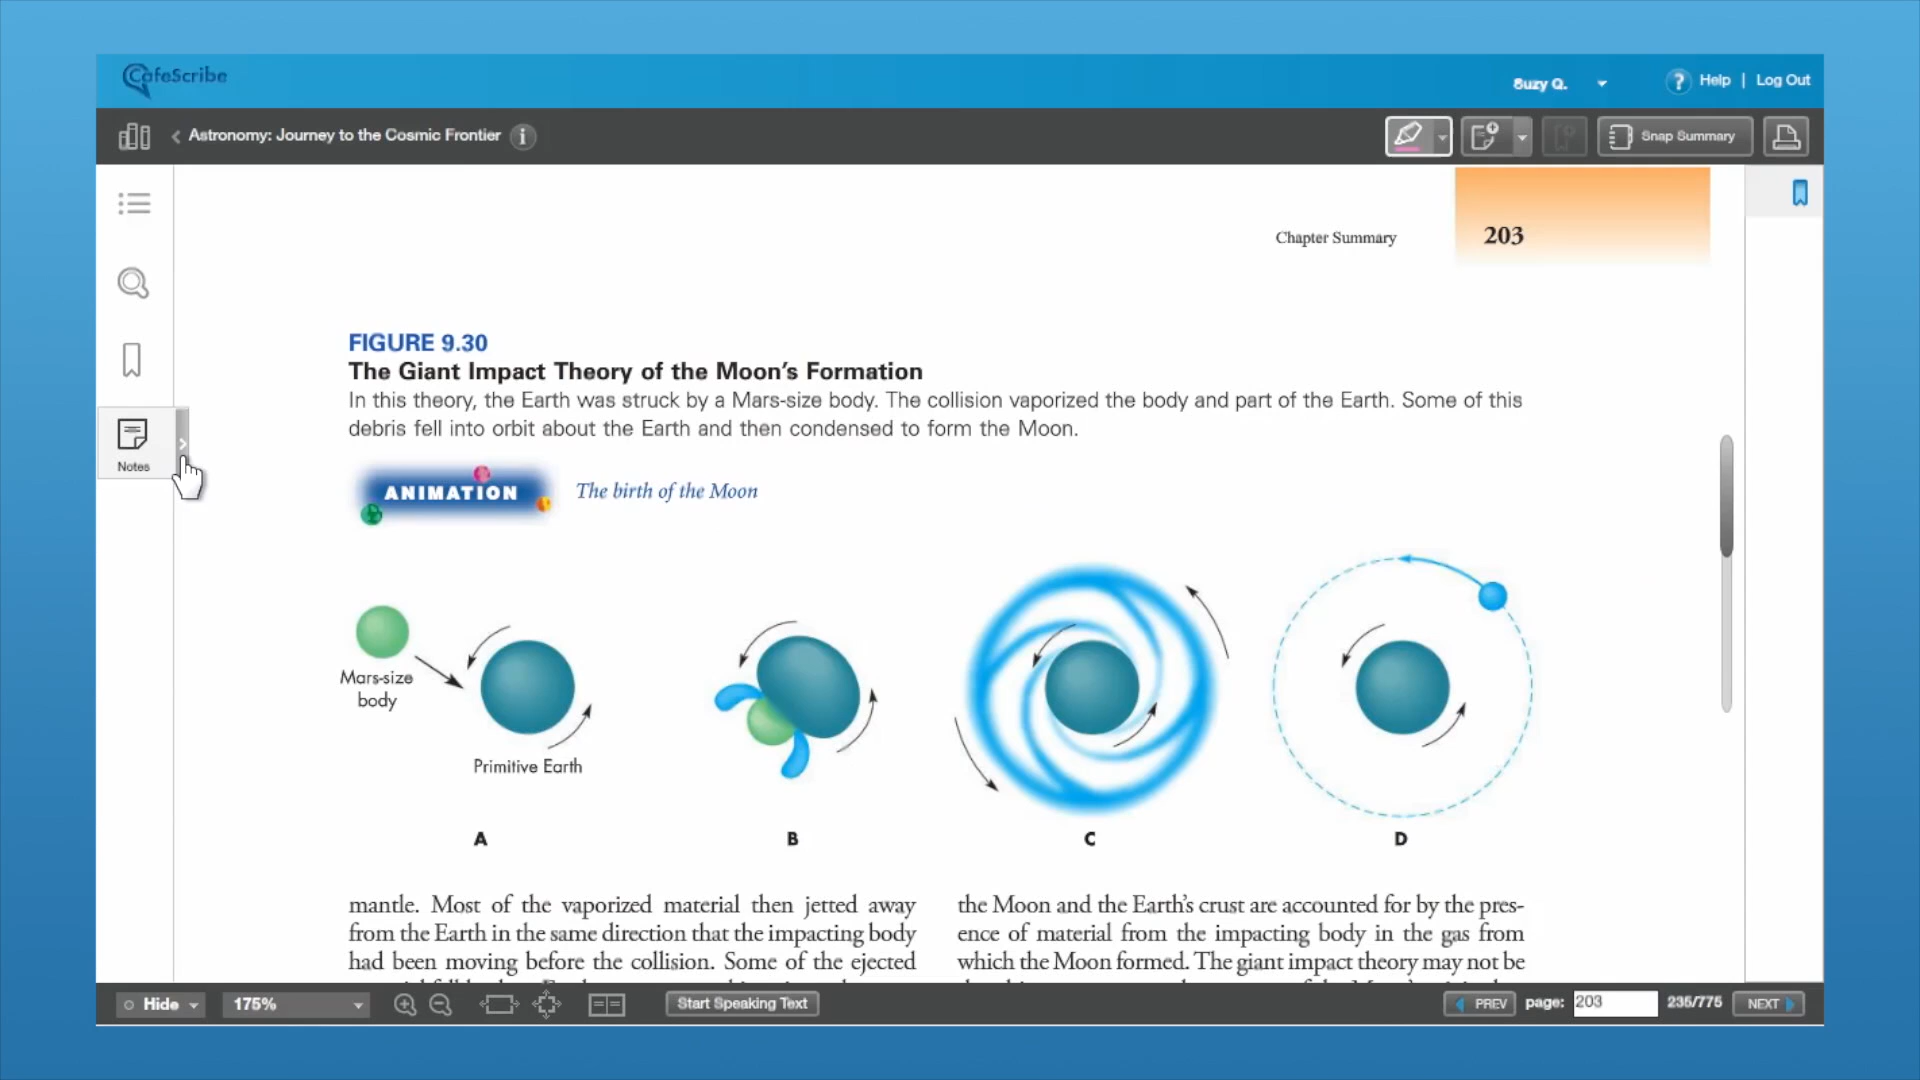 CafeScribe
Suzy Q.
? Help | Log Out
Astronomy: Journey to the Cosmic Frontier i
Snap Summary
Chapter Summary
203
FIGURE 9.30
The Giant Impact Theory of the Moon's Formation
In this theory, the Earth was struck by a Mars-size body. The collision vaporized the body and part of the Earth. Some of this
debris fell into orbit about the Earth and then condensed to form the Moon.
Notes
ANIMATION
The birth of the Moon
Mars-size
body
Primitive Earth
A
B
C
D
mantle. Most of the vaporized material then jetted away
from the Earth in the same direction that the impacting body
had been moving before the collision. Some of the ejected
the Moon and the Earth's crust are accounted for by the pres-
ence of material from the impacting body in the gas from
which the Moon formed. The giant impact theory may not be
Hide
175%
Start Speaking Text
PREV
page:
203
235/775
NEXT